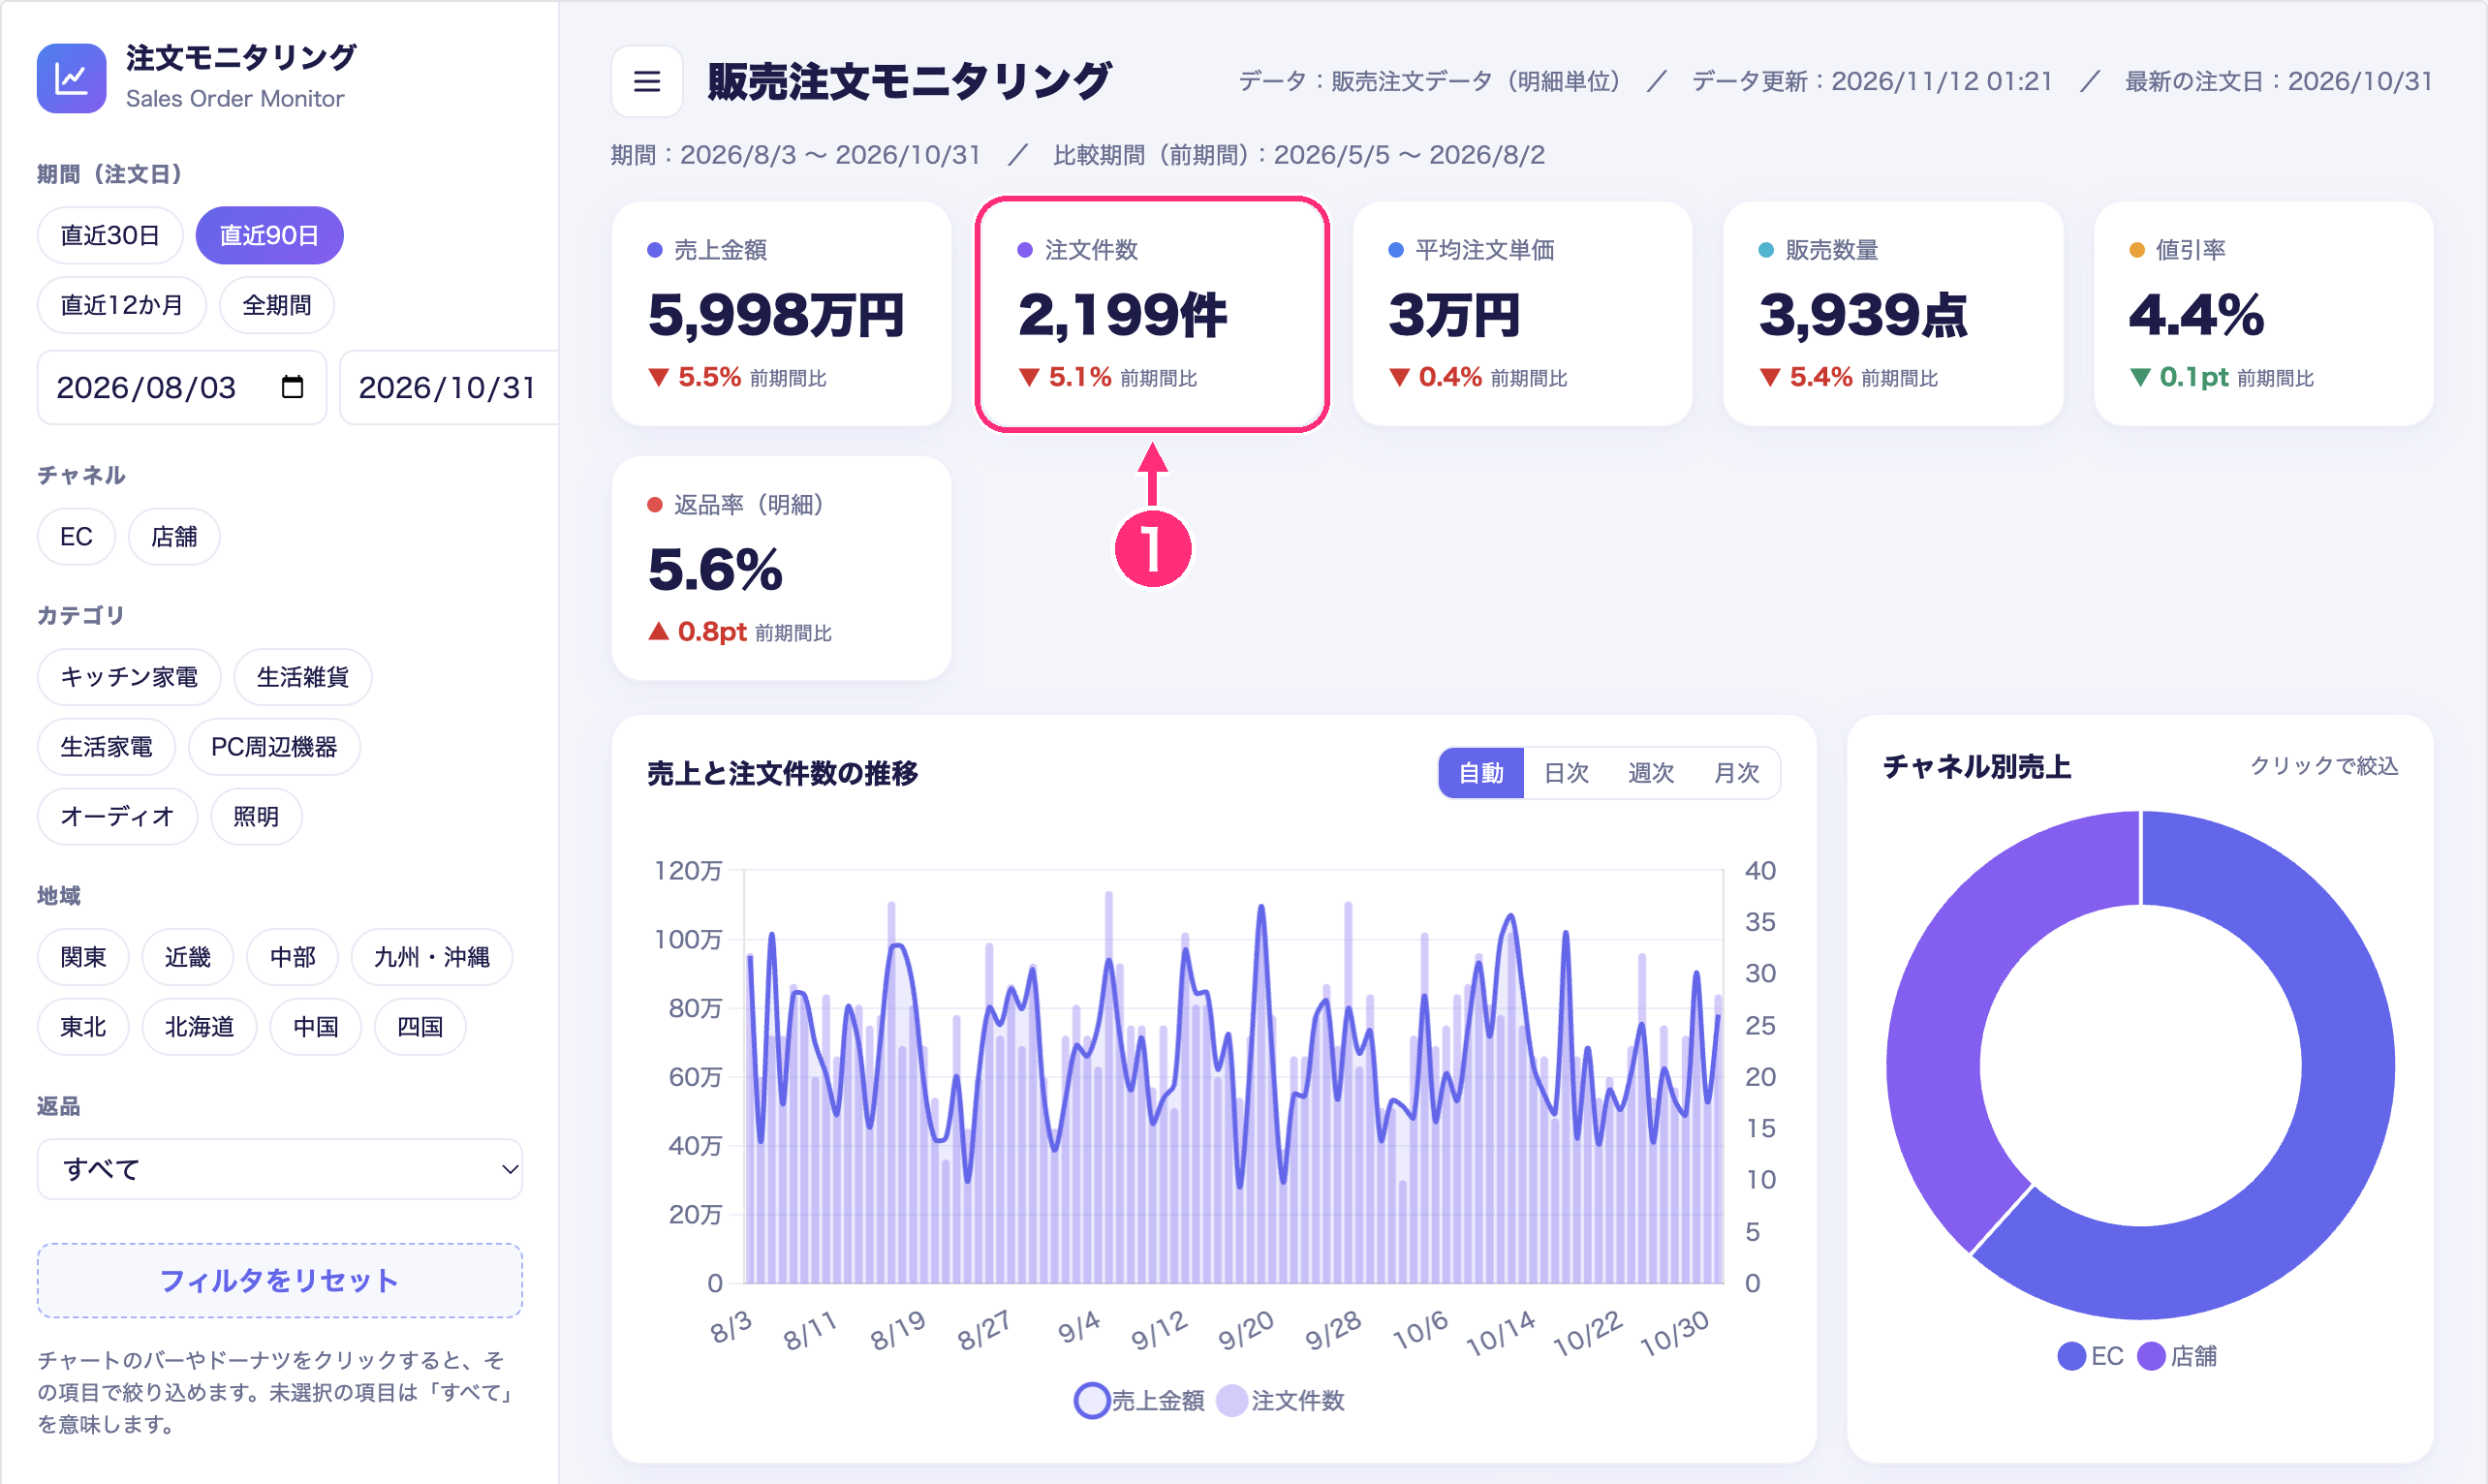 注文モニタリング
Sales Order Monitor
期間（注文日）
直近30日
直近90日
直近12か月
全期間
2026/08/03
2026/10/31
チャネル
EC
店舗
カテゴリ
キッチン家電
生活雑貨
生活家電
PC周辺機器
オーディオ
照明
地域
関東
近畿
中部
九州・沖縄
東北
北海道
中国
四国
返品
すべて
フィルタをリセット
チャートのバーやドーナツをクリックすると、そ
の項目で絞り込めます。未選択の項目は「すべて」
を意味します。
販売注文モニタリング
データ：販売注文データ（明細単位） ／ データ更新：2026/11/12 01:21 ／ 最新の注文日：2026/10/31
期間：2026/8/3 〜 2026/10/31 ／ 比較期間（前期間）：2026/5/5 〜 2026/8/2
売上金額
5,998万円
▼ 5.5% 前期間比
注文件数
2,199件
▼ 5.1% 前期間比
平均注文単価
3万円
▼ 0.4% 前期間比
販売数量
3,939点
▼ 5.4% 前期間比
値引率
4.4%
▼ 0.1pt 前期間比
返品率（明細）
5.6%
▲ 0.8pt 前期間比
1
売上と注文件数の推移
自動
日次
週次
月次
120万
100万
80万
60万
40万
20万
0
40
35
30
25
20
15
10
5
0
8/3
8/11
8/19
8/27
9/4
9/12
9/20
9/28
10/6
10/14
10/22
10/30
売上金額
注文件数
チャネル別売上
クリックで絞込
EC
店舗